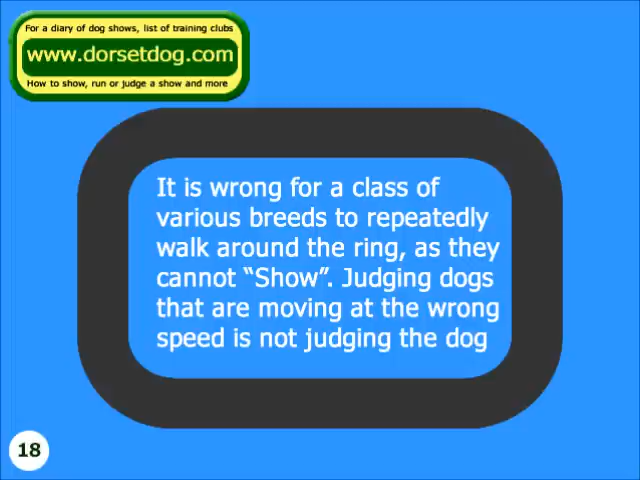 For a diary of dog shows, list of training clubs
www.dorsetdog.com
How to show, run or judge a show and more
It is wrong for a class of
various breeds to repeatedly
walk around the ring, as they
cannot “Show”. Judging dogs
that are moving at the wrong
speed is not judging the dog
18